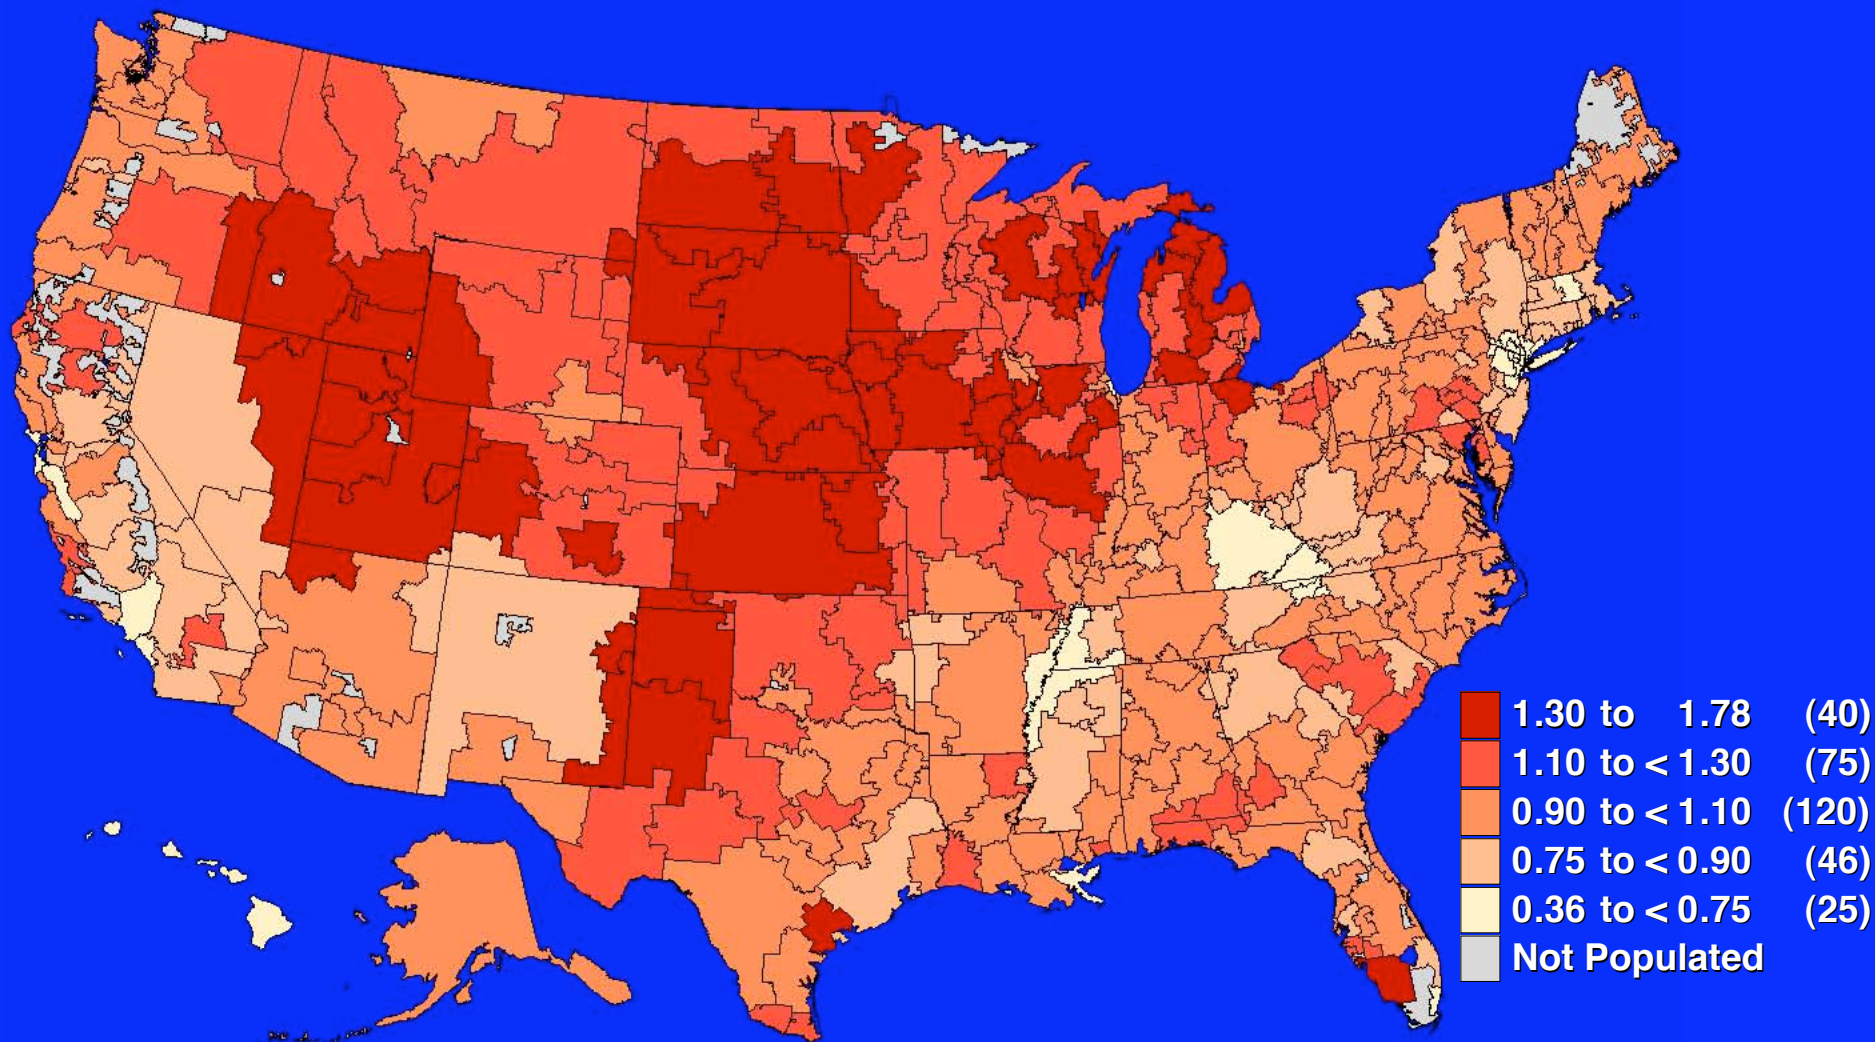 1.30 to 1.78 (40)
1.10 to < 1.30 (75)
0.90 to < 1.10 (120)
0.75 to < 0.90 (46)
0.36 to < 0.75 (25)
Not Populated